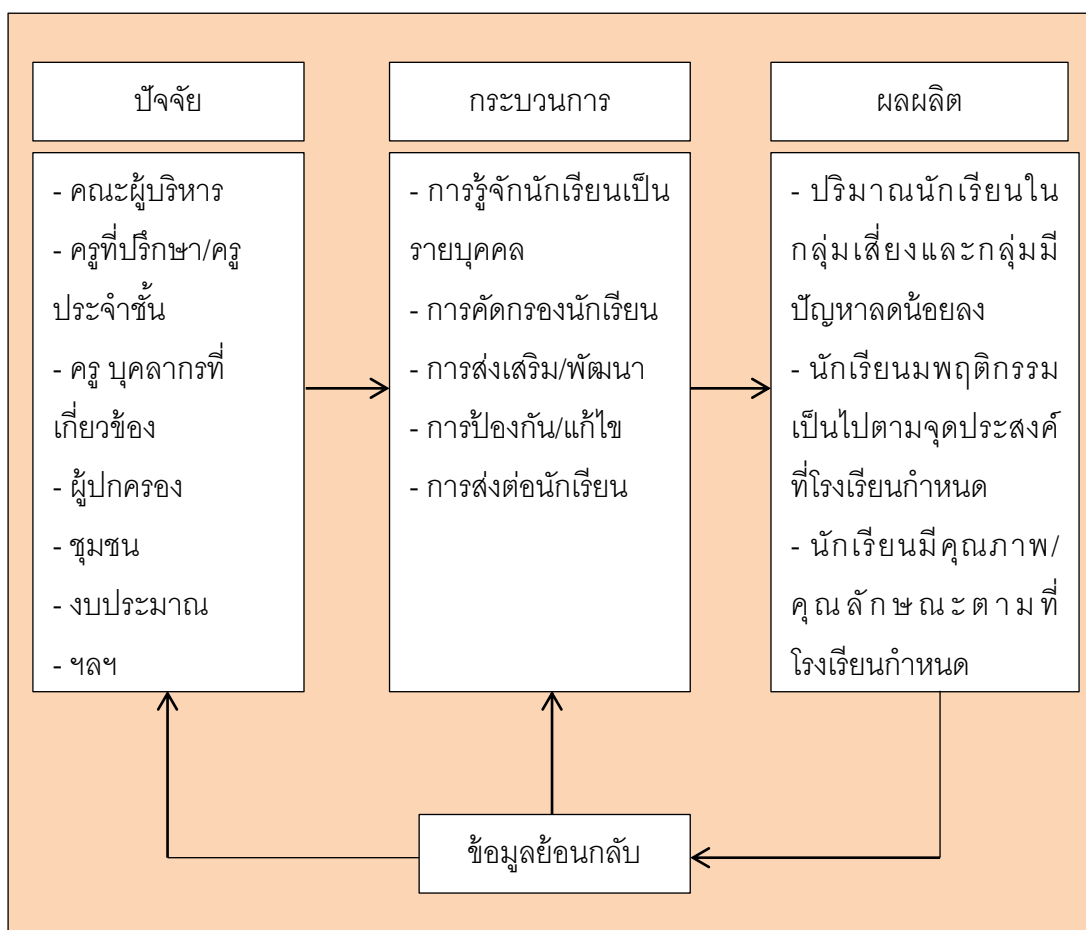 ปัจจัย
- คณะผู้บริหาร
- ครูที่ปรึกษา/ครู
ประจำชั้น
- ครู บุคลากรที่
เกี่ยวข้อง
- ผู้ปกครอง
- ชุมชน
- งบประมาณ
- ฯลฯ
กระบวนการ
- การรู้จักนักเรียนเป็น
รายบุคคล
- การคัดกรองนักเรียน
- การส่งเสริม/พัฒนา
- การป้องกัน/แก้ไข
- การส่งต่อนักเรียน
ผลผลิต
- ปริมาณนักเรียนใน
กลุ่มเสี่ยงและกลุ่มมี
ปัญหาลดน้อยลง
- นักเรียนมพฤติกรรม
เป็นไปตามจุดประสงค์
ที่โรงเรียนกำหนด
- นักเรียนมีคุณภาพ/
คุณลักษณะตามที่
โรงเรียนกำหนด
ข้อมูลย้อนกลับ